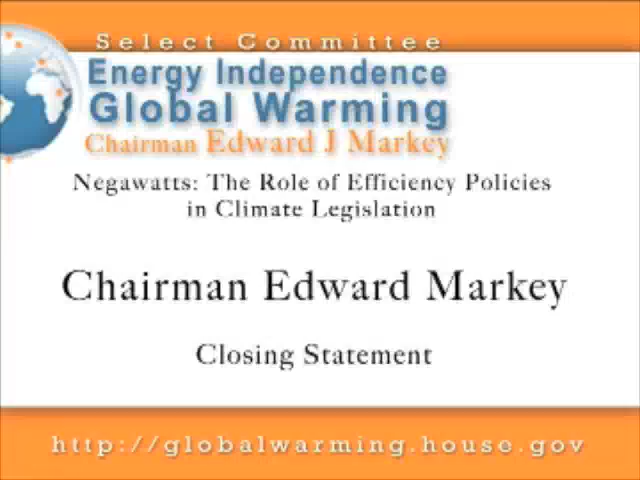 Select Committee
Energy Independence
Global Warming
Chairman Edward J Markey
Negawatts: The Role of Efficiency Policies
in Climate Legislation
Chairman Edward Markey
Closing Statement
http://globalwarming.house.gov